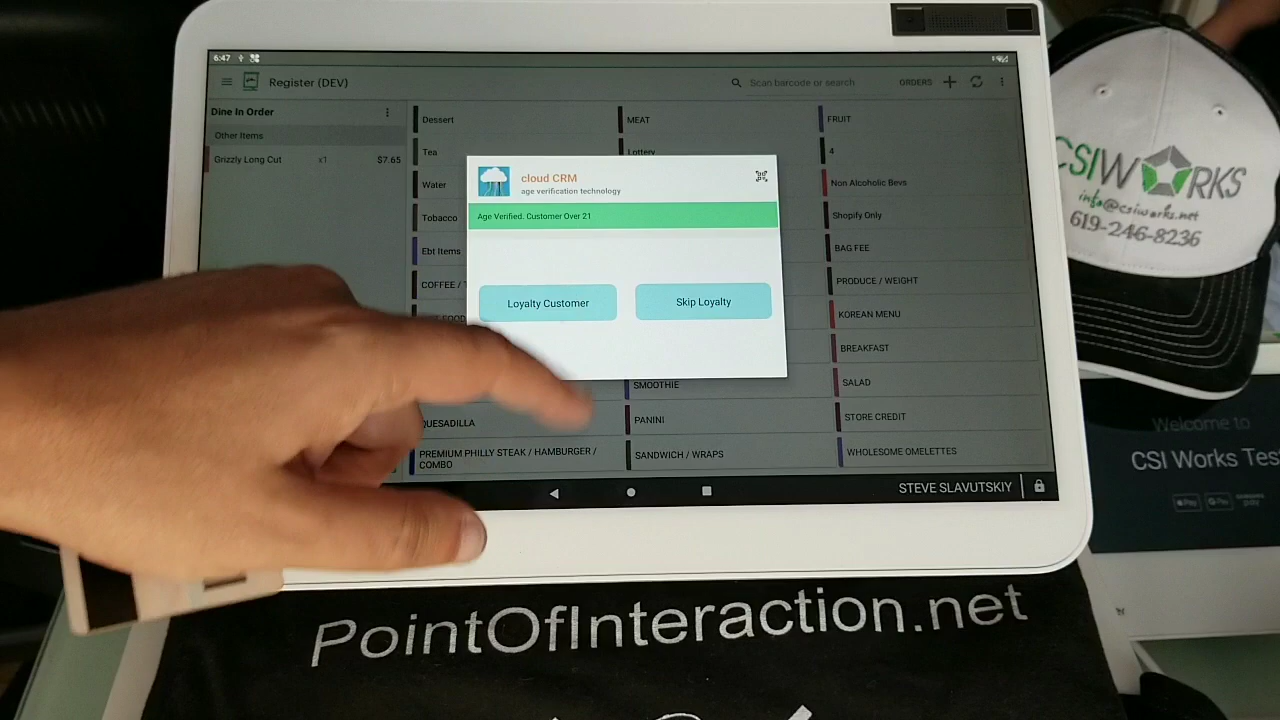 6:47
Register (DEV)
Scan barcode or search
ORDERS
Dine In Order
Other Items
Grizzly Long Cut x1 $7.65
Dessert
MEAT
FRUIT
Tea
Lottery
4
Water
Non Alcoholic Bevs
Tobacco
Shopify Only
Ebt Items
BAG FEE
COFFEE /
PRODUCE / WEIGHT
KOREAN MENU
BREAKFAST
SMOOTHIE
SALAD
QUESADILLA
PANINI
STORE CREDIT
PREMIUM PHILLY STEAK / HAMBURGER /
COMBO
SANDWICH / WRAPS
WHOLESOME OMELETTES
cloud CRM
age verification technology
Age Verified. Customer Over 21
Loyalty Customer
Skip Loyalty
STEVE SLAVUTSKIY
CSIWORKS
info@csiworks.net
619-246-8236
Welcome to
CSI Works Tes
PointOfInteraction.net